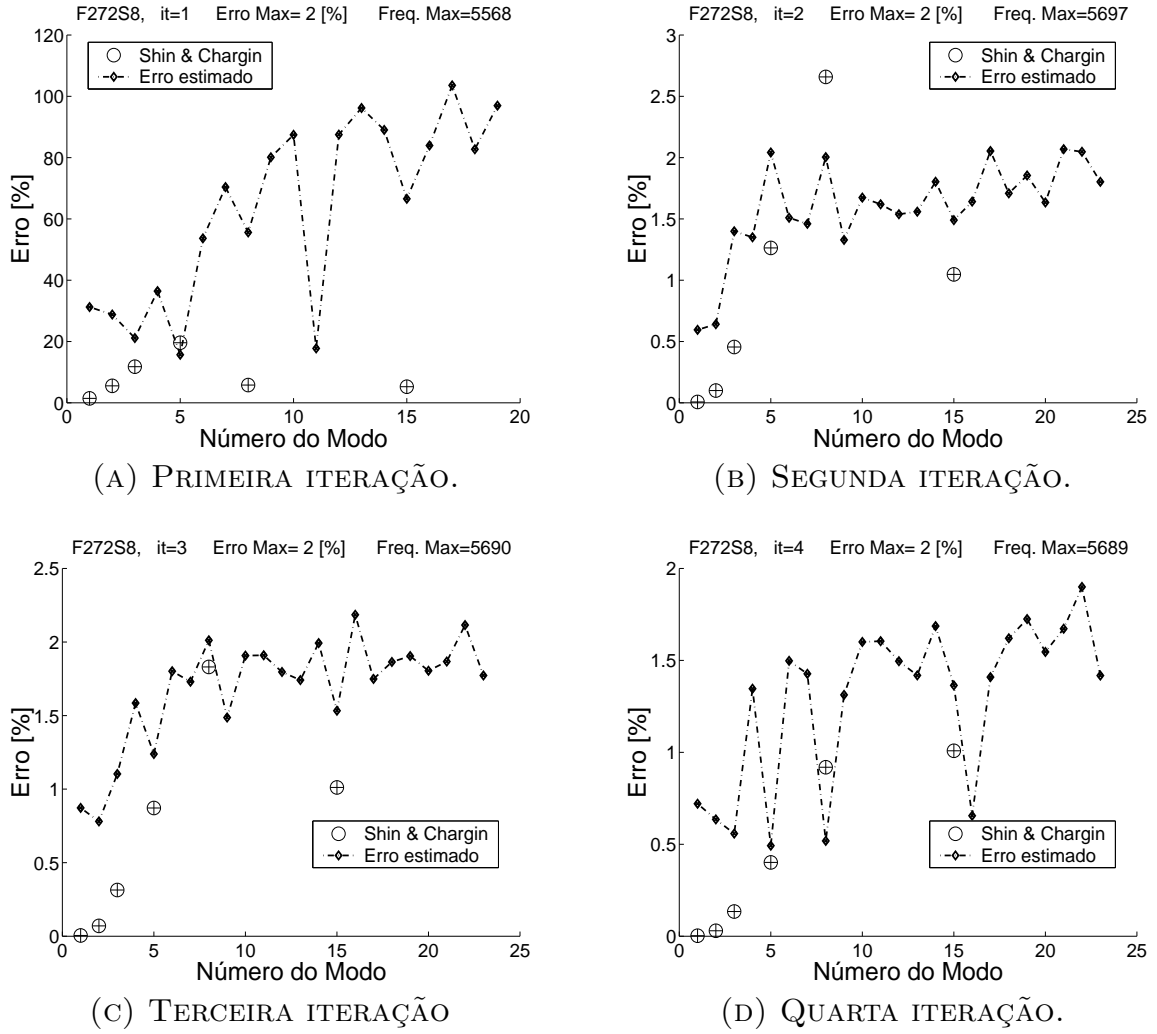 F272S8, it=1 Erro Max= 2 [%] Freq. Max=5568
120
100
80
60
40
20
0
Erro [%]
Shin & Chargin
Erro estimado
0 5 10 15 20
Número do Modo
(A) PRIMEIRA ITERAÇÃO.
F272S8, it=2 Erro Max= 2 [%] Freq. Max=5697
3
2.5
2
1.5
1
0.5
0
Erro [%]
Shin & Chargin
Erro estimado
0 5 10 15 20 25
Número do Modo
(B) SEGUNDA ITERAÇÃO.
F272S8, it=3 Erro Max= 2 [%] Freq. Max=5690
2.5
2
1.5
1
0.5
0
Erro [%]
Shin & Chargin
Erro estimado
0 5 10 15 20 25
Número do Modo
(C) TERCEIRA ITERAÇÃO
F272S8, it=4 Erro Max= 2 [%] Freq. Max=5689
2
1.5
1
0.5
0
Erro [%]
Shin & Chargin
Erro estimado
0 5 10 15 20 25
Número do Modo
(D) QUARTA ITERAÇÃO.